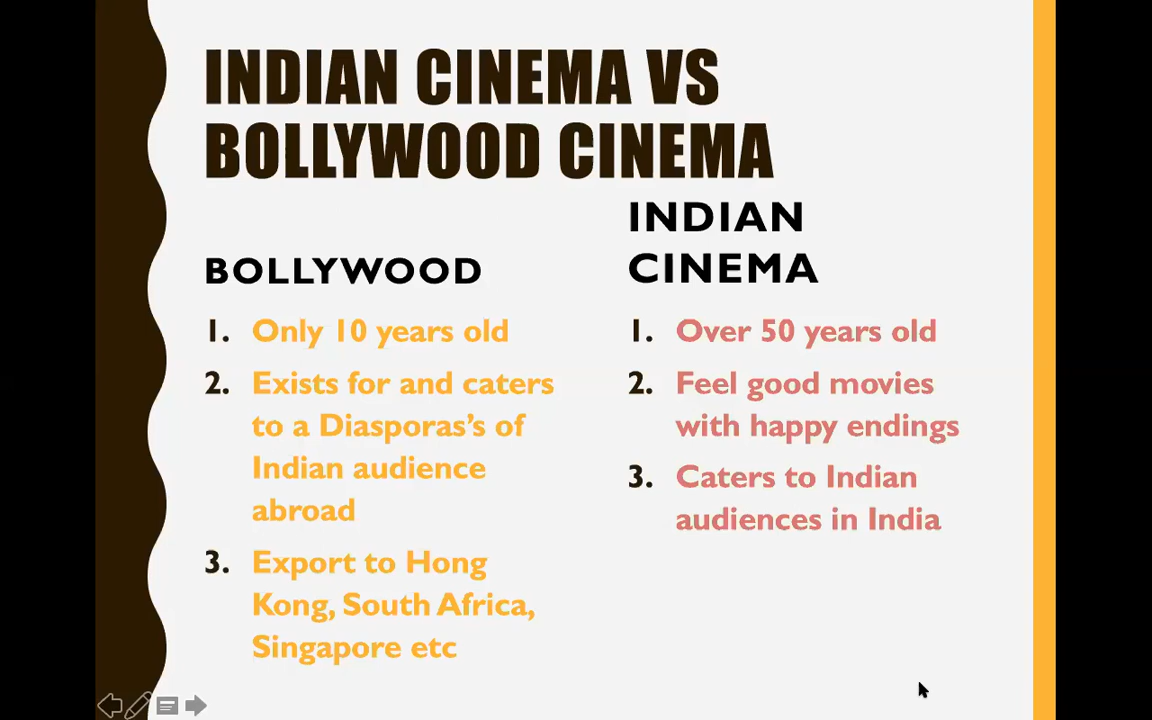 INDIAN CINEMA VS
BOLLYWOOD CINEMA
BOLLYWOOD
1. Only 10 years old
2. Exists for and caters
to a Diasporas’s of
Indian audience
abroad
3. Export to Hong
Kong, South Africa,
Singapore etc
INDIAN
CINEMA
1. Over 50 years old
2. Feel good movies
with happy endings
3. Caters to Indian
audiences in India